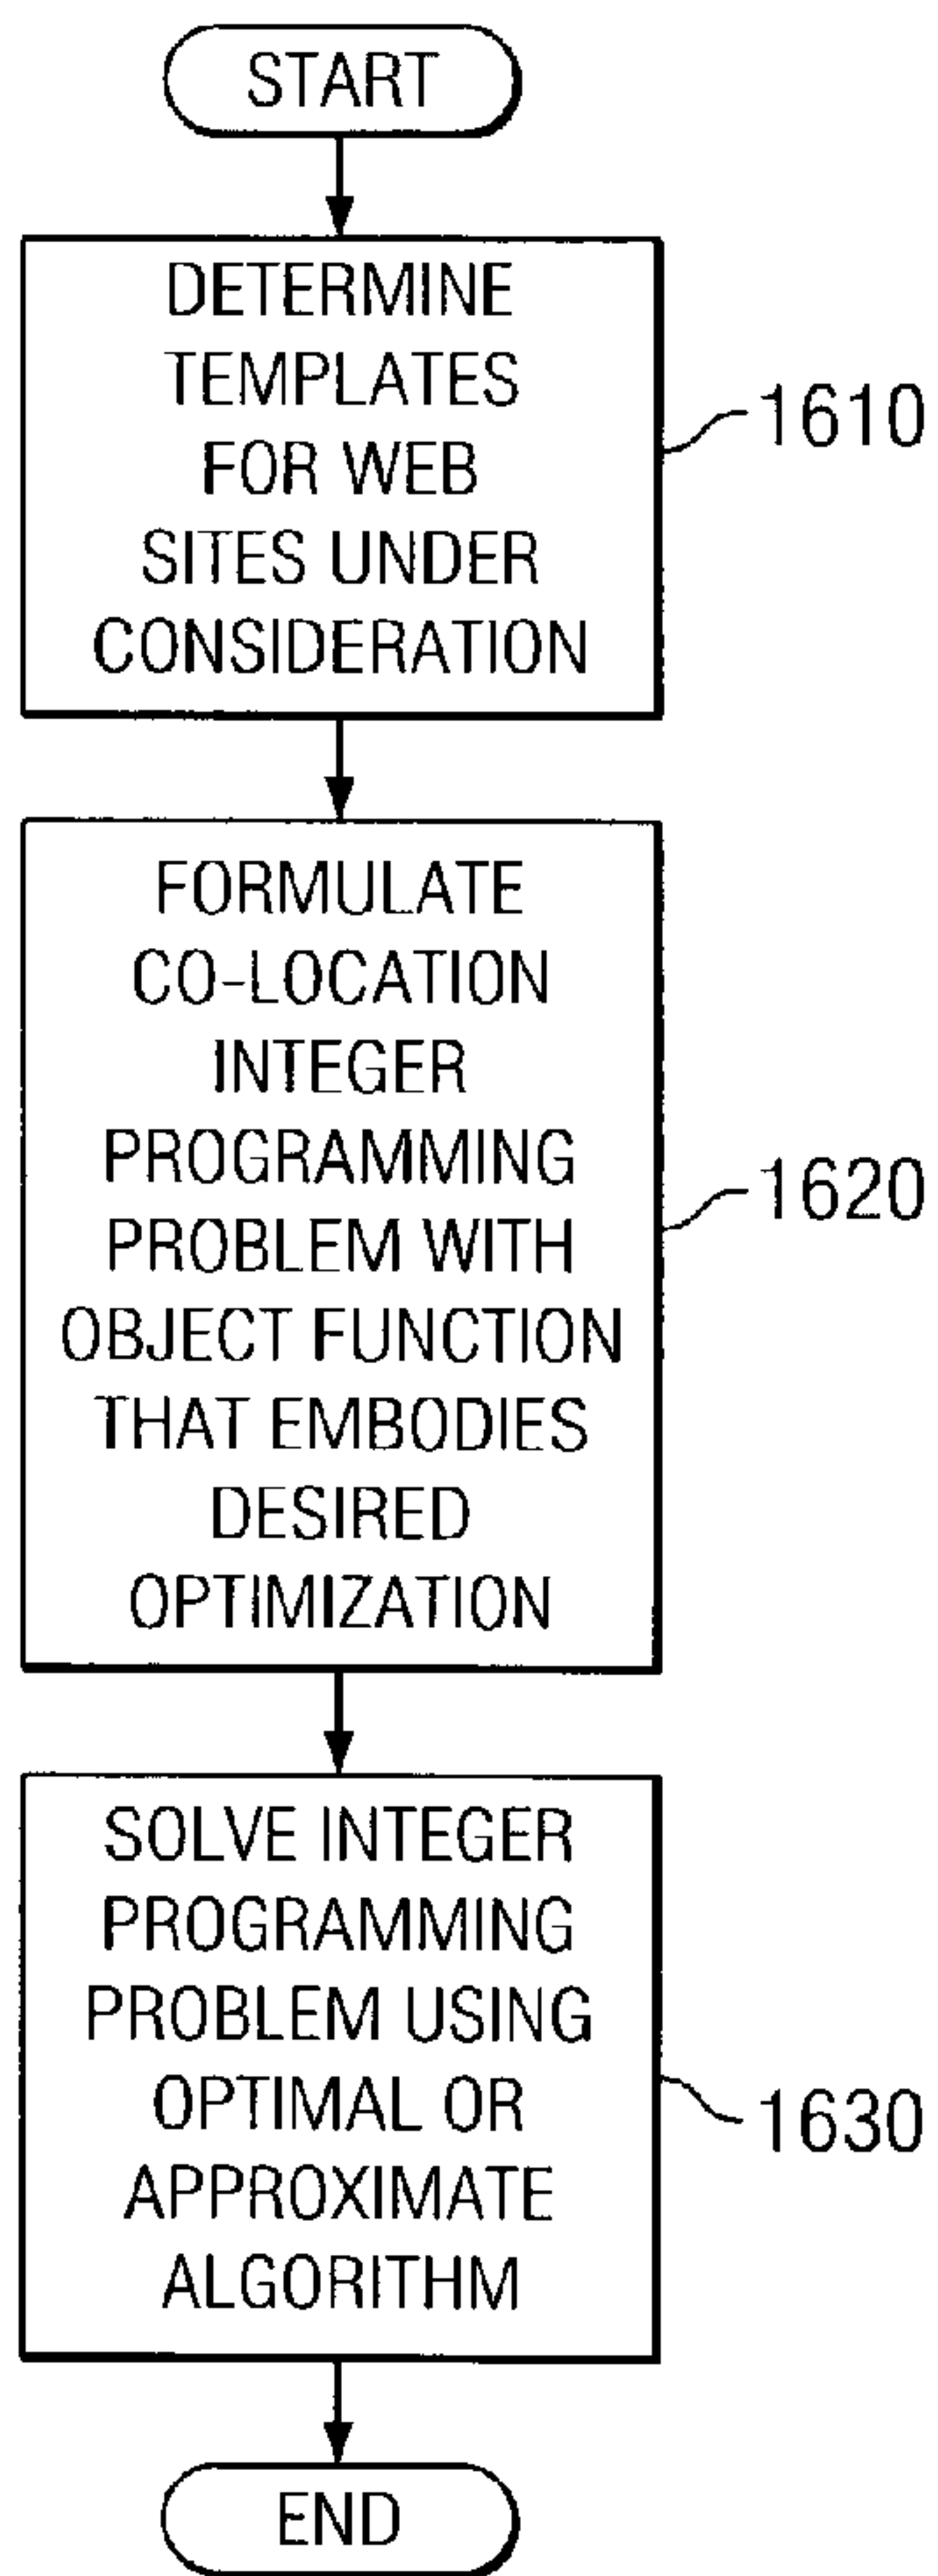 START
DETERMINE
TEMPLATES
FOR WEB
SITES UNDER
CONSIDERATION
1610
FORMULATE
CO-LOCATION
INTEGER
PROGRAMMING
PROBLEM WITH
OBJECT FUNCTION
THAT EMBODIES
DESIRED
OPTIMIZATION
1620
SOLVE INTEGER
PROGRAMMING
PROBLEM USING
OPTIMAL OR
APPROXIMATE
ALGORITHM
1630
END